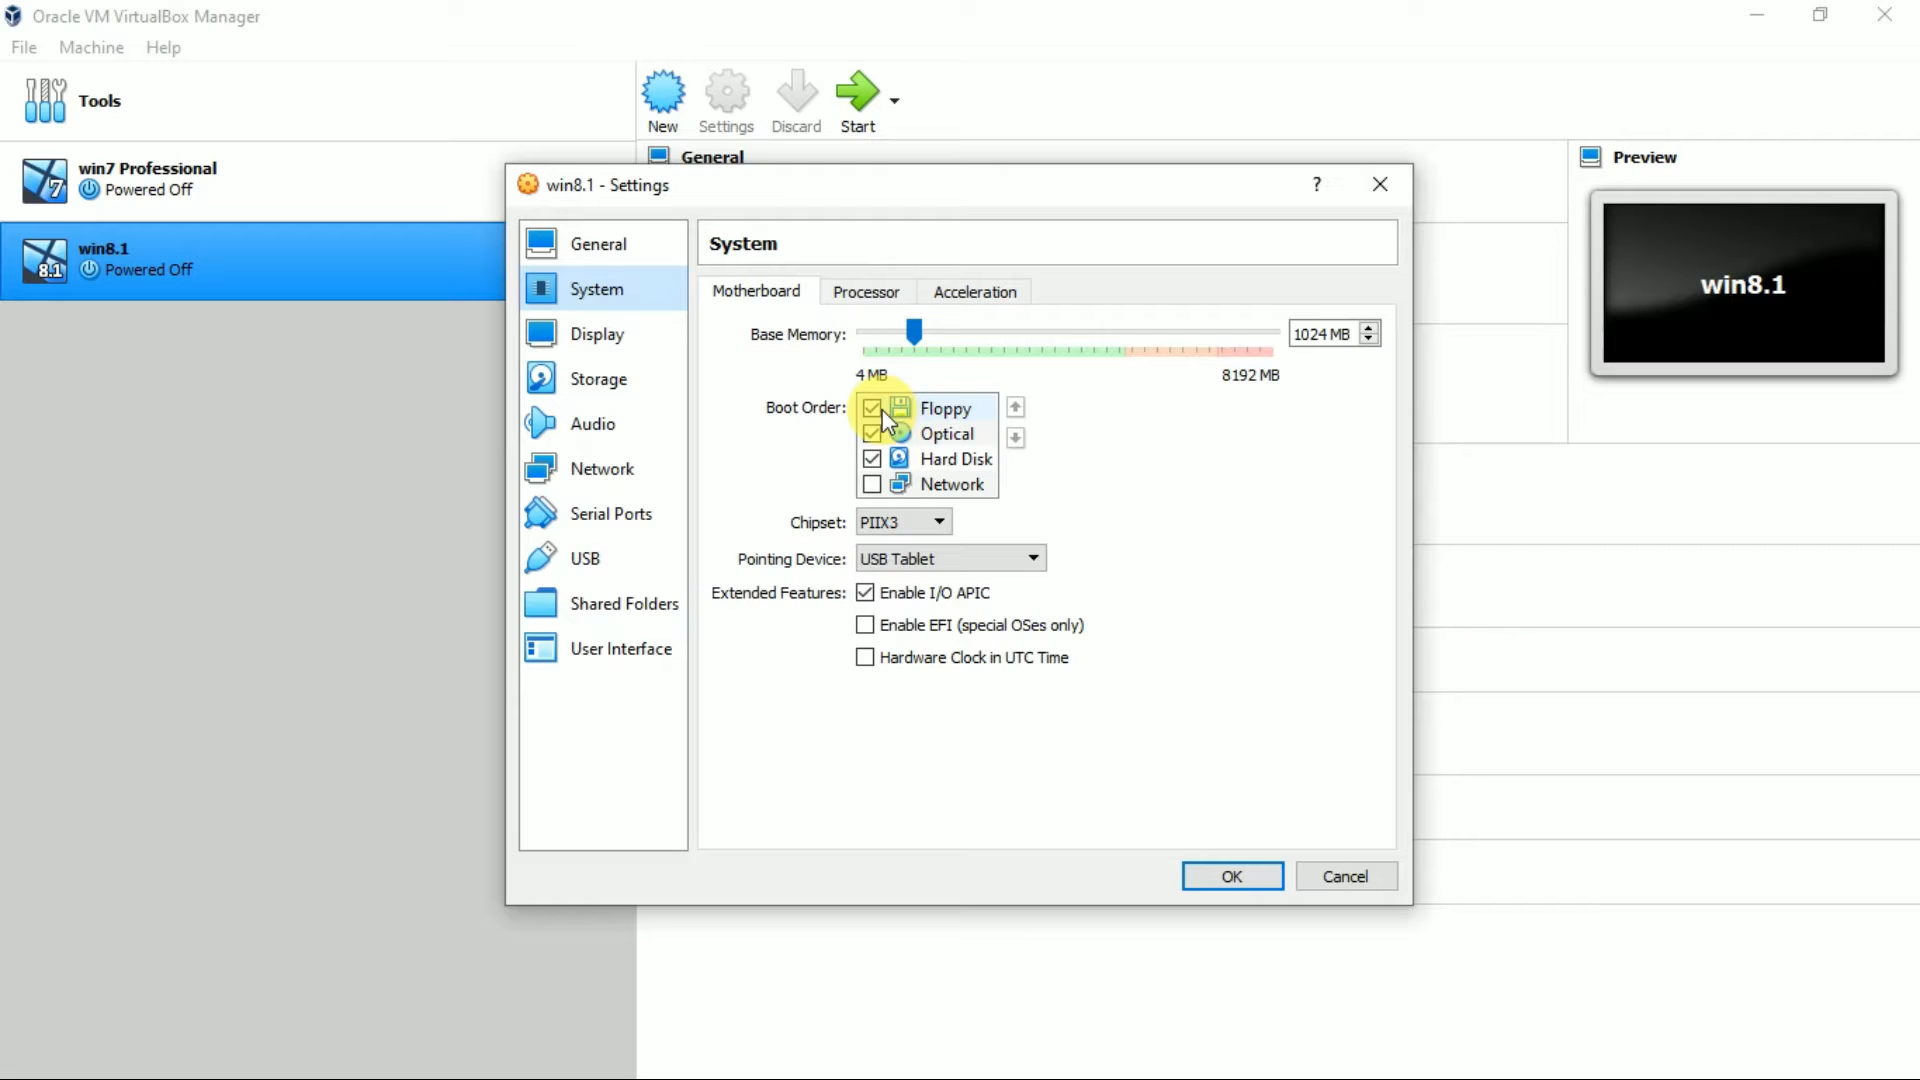 Oracle VM VirtualBox Manager
File Machine Help
Tools
New Settings Discard Start
win7 Professional
Powered Off
win8.1
Powered Off
General
Preview
win8.1
win8.1 - Settings
?
General
System
Display
Storage
Audio
Network
Serial Ports
USB
Shared Folders
User Interface
System
Motherboard Processor Acceleration
Base Memory: 1024 MB
4 MB 8192 MB
Boot Order: Floppy
Optical
Hard Disk
Network
Chipset: PIIX3
Pointing Device: USB Tablet
Extended Features: Enable I/O APIC
Enable EFI (special OSes only)
Hardware Clock in UTC Time
OK Cancel